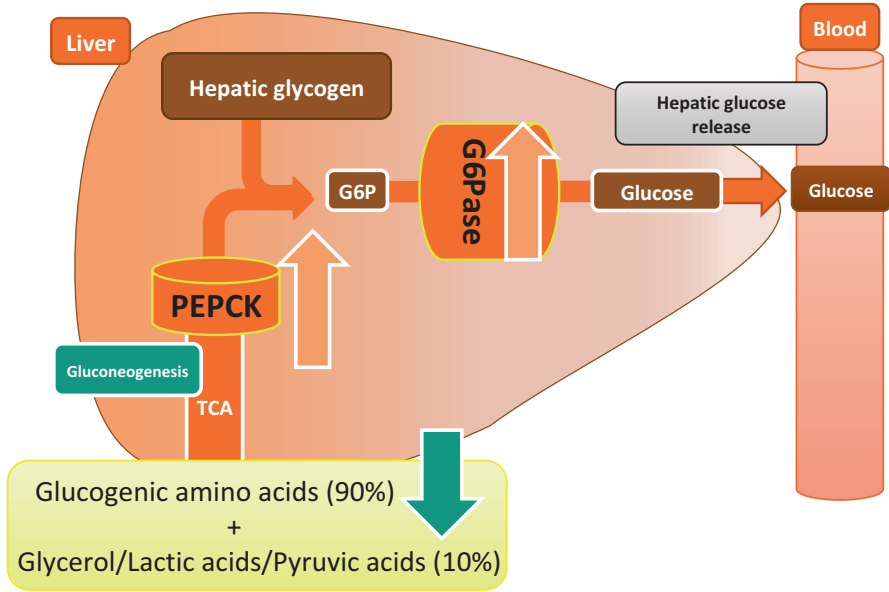 Liver
Blood
Hepatic glycogen
Hepatic glucose
release
G6P
G6Pase
Glucose
Glucose
PEPCK
Gluconeogenesis
TCA
Glucogenic amino acids (90%)
+
Glycerol/Lactic acids/Pyruvic acids (10%)